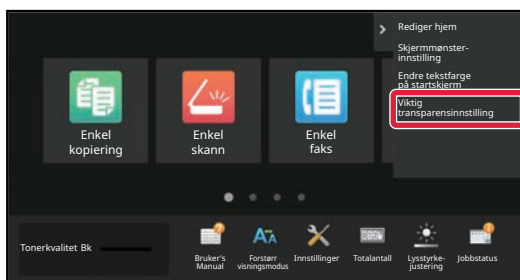 Rediger hjem
Skjermmønster-
innstilling
Endre tekstfarge
på startskjerm
Viktig
transparensinnstilling
Enkel
kopiering
Enkel
skann
Enkel
faks
Tonerkvalitet Bk
Bruker's
Manual
Forstørr
visningsmodus
Innstillinger
Totalantall
Lysstyrke-
justering
Jobbstatus